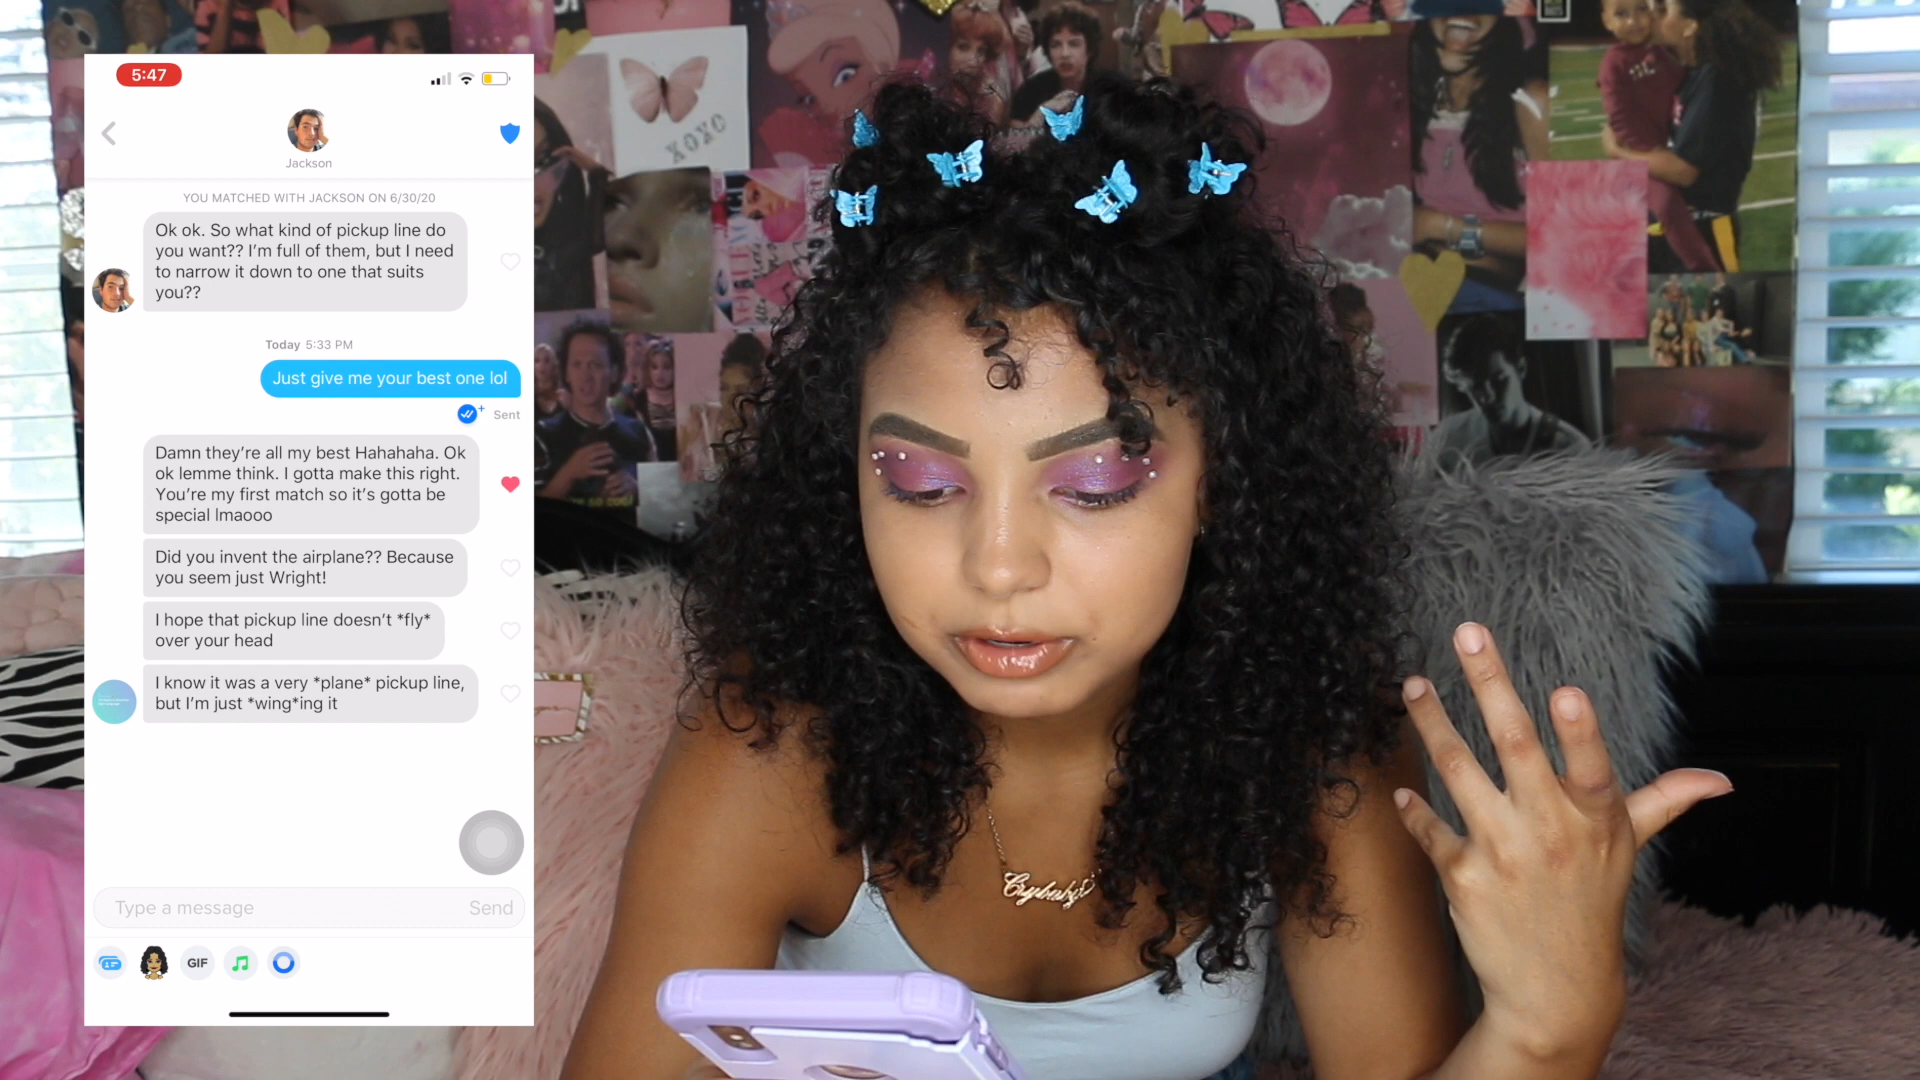 5:47
Jackson
YOU MATCHED WITH JACKSON ON 6/30/20
Ok ok. So what kind of pickup line do
you want?? I'm full of them, but I need
to narrow it down to one that suits
you??
Today 5:33 PM
Just give me your best one lol
Sent
Damn they're all my best Hahahaha. Ok
ok lemme think. I gotta make this right.
You're my first match so it's gotta be
special lmaooo
Did you invent the airplane?? Because
you seem just Wright!
I hope that pickup line doesn't *fly*
over your head
I know it was a very *plane* pickup line,
but I'm just *wing*ing it
Type a message
Send
GIF
XOXO
Crybaby